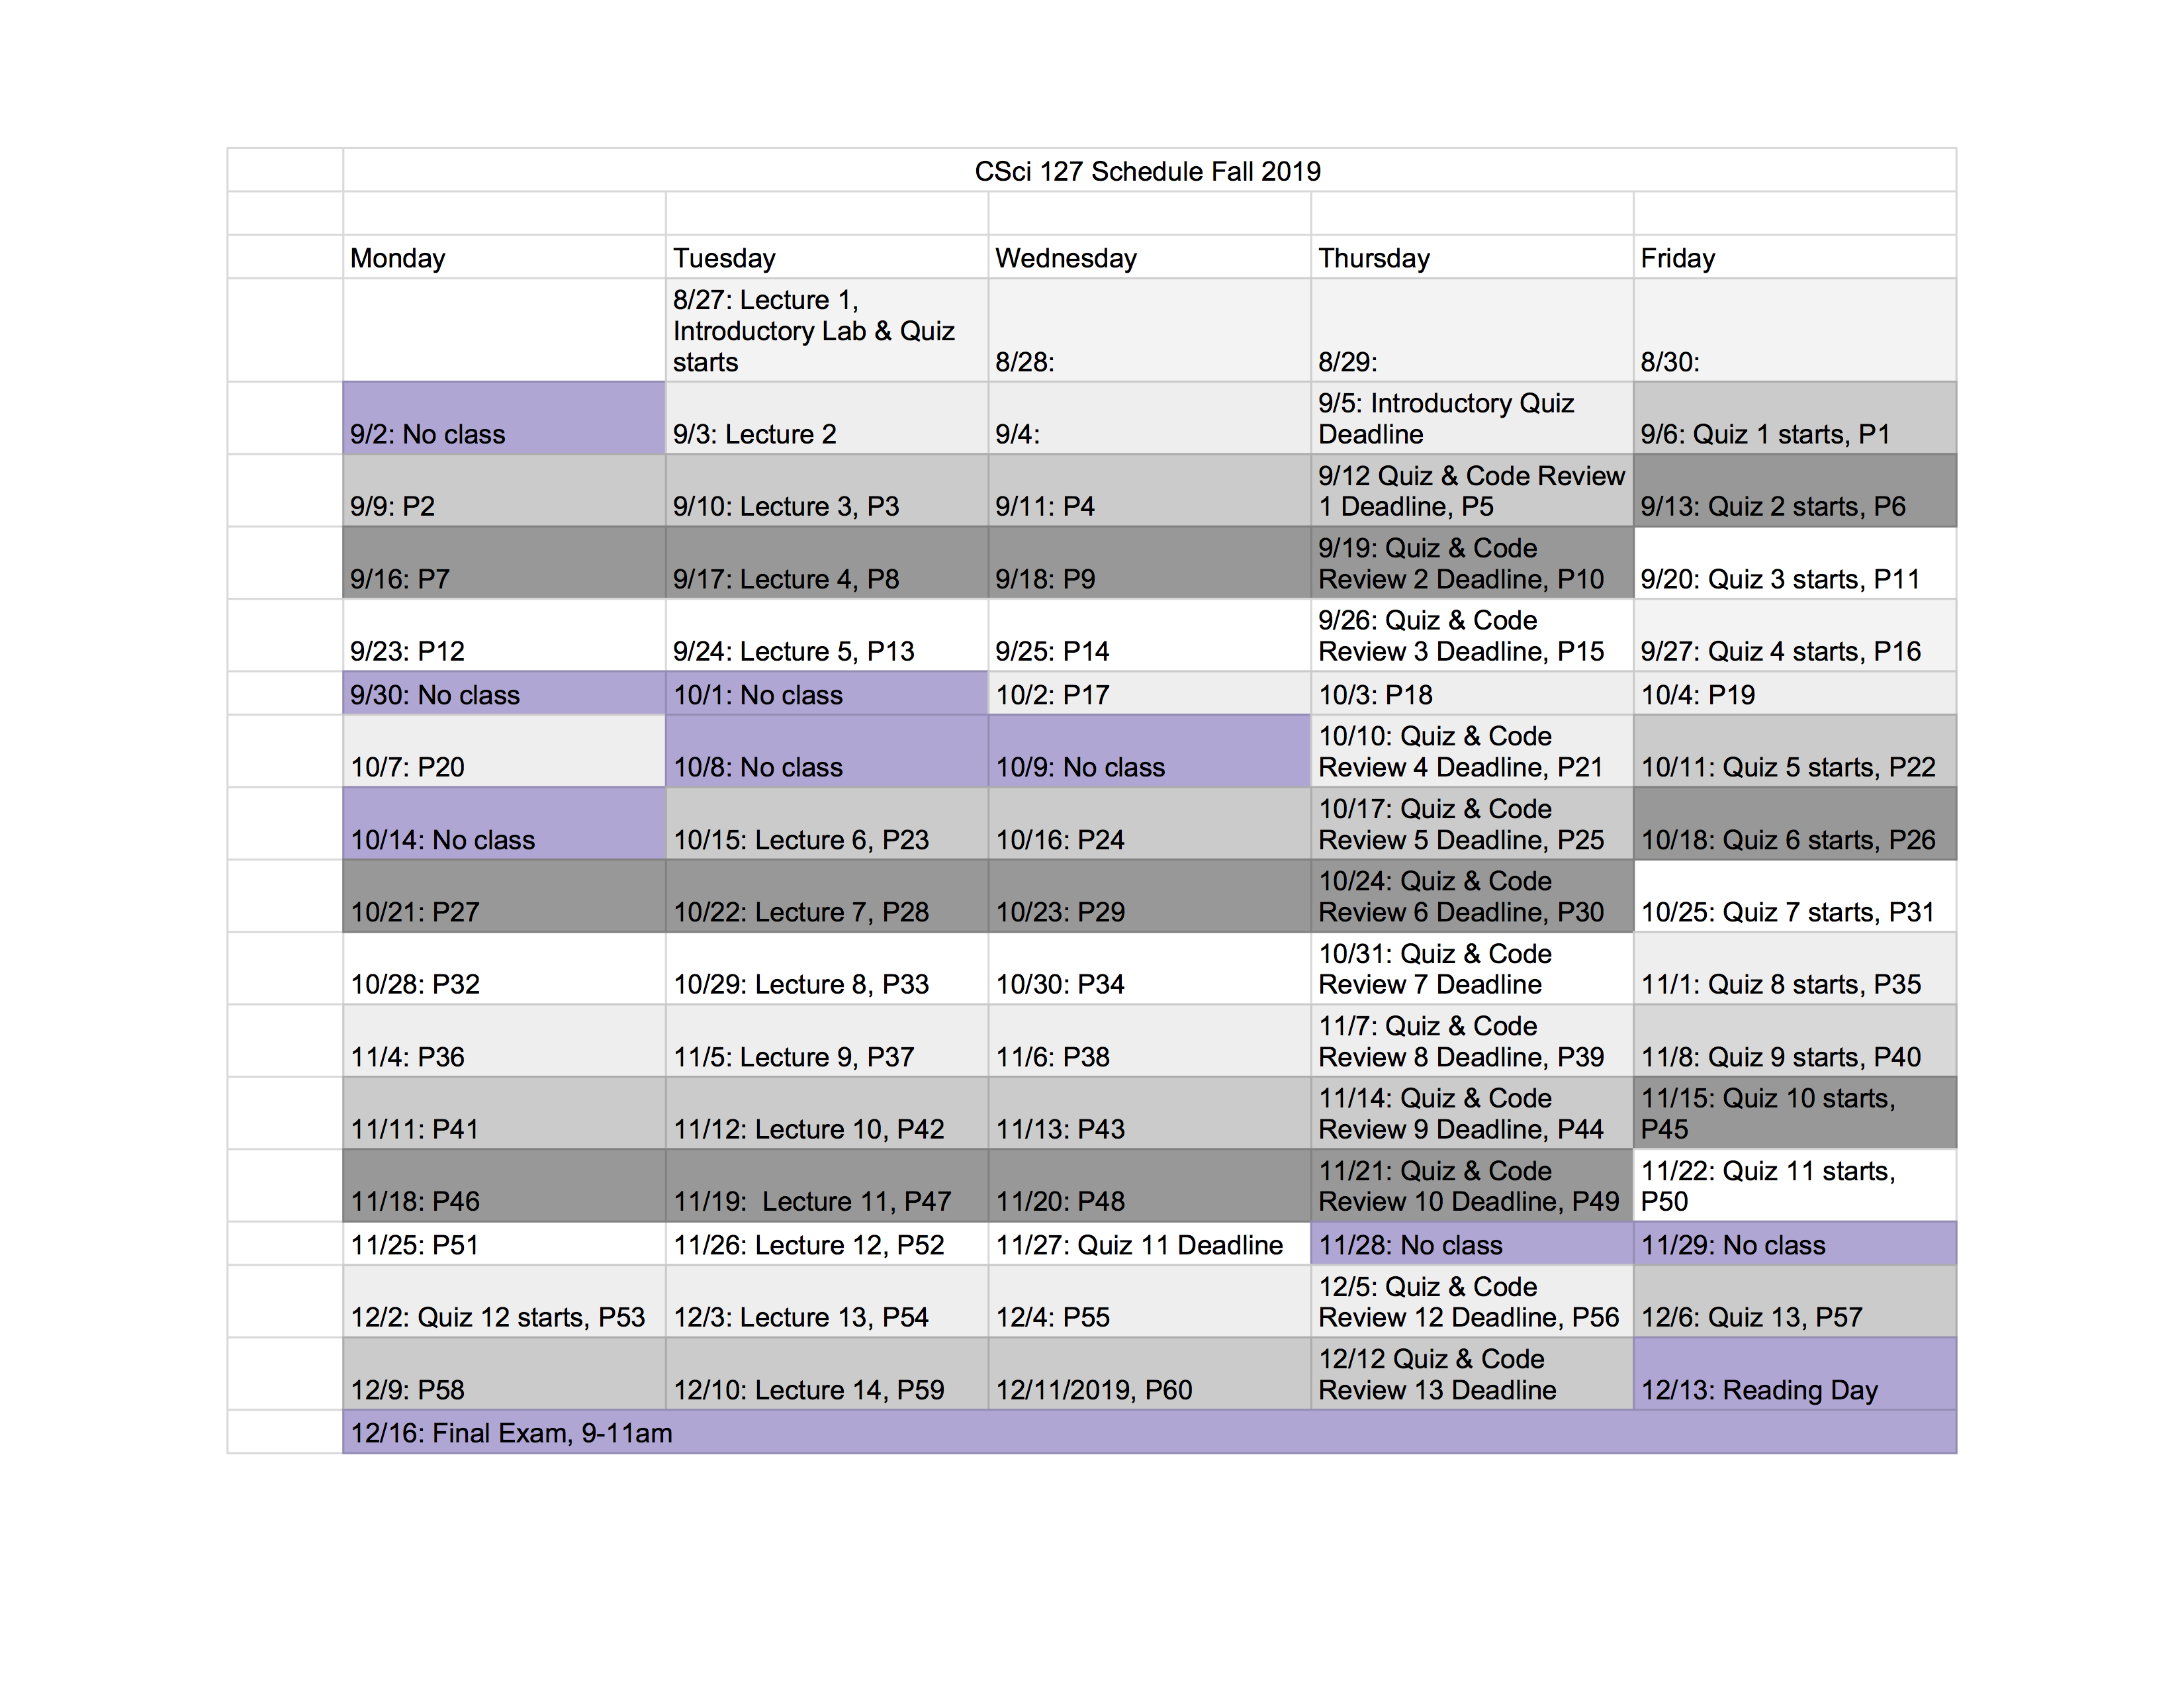 CSci 127 Schedule Fall 2019
Monday
Tuesday
Wednesday
Thursday
Friday
8/27: Lecture 1,
Introductory Lab & Quiz
starts
8/28:
8/29:
8/30:
9/2: No class
9/3: Lecture 2
9/4:
9/5: Introductory Quiz
Deadline
9/6: Quiz 1 starts, P1
9/9: P2
9/10: Lecture 3, P3
9/11: P4
9/12 Quiz & Code Review
1 Deadline, P5
9/13: Quiz 2 starts, P6
9/16: P7
9/17: Lecture 4, P8
9/18: P9
9/19: Quiz & Code
Review 2 Deadline, P10
9/20: Quiz 3 starts, P11
9/23: P12
9/24: Lecture 5, P13
9/25: P14
9/26: Quiz & Code
Review 3 Deadline, P15
9/27: Quiz 4 starts, P16
9/30: No class
10/1: No class
10/2: P17
10/3: P18
10/4: P19
10/7: P20
10/8: No class
10/9: No class
10/10: Quiz & Code
Review 4 Deadline, P21
10/11: Quiz 5 starts, P22
10/14: No class
10/15: Lecture 6, P23
10/16: P24
10/17: Quiz & Code
Review 5 Deadline, P25
10/18: Quiz 6 starts, P26
10/21: P27
10/22: Lecture 7, P28
10/23: P29
10/24: Quiz & Code
Review 6 Deadline, P30
10/25: Quiz 7 starts, P31
10/28: P32
10/29: Lecture 8, P33
10/30: P34
10/31: Quiz & Code
Review 7 Deadline
11/1: Quiz 8 starts, P35
11/4: P36
11/5: Lecture 9, P37
11/6: P38
11/7: Quiz & Code
Review 8 Deadline, P39
11/8: Quiz 9 starts, P40
11/11: P41
11/12: Lecture 10, P42
11/13: P43
11/14: Quiz & Code
Review 9 Deadline, P44
11/15: Quiz 10 starts,
P45
11/18: P46
11/19:  Lecture 11, P47
11/20: P48
11/21: Quiz & Code
Review 10 Deadline, P49
11/22: Quiz 11 starts,
P50
11/25: P51
11/26: Lecture 12, P52
11/27: Quiz 11 Deadline
11/28: No class
11/29: No class
12/2: Quiz 12 starts, P53
12/3: Lecture 13, P54
12/4: P55
12/5: Quiz & Code
Review 12 Deadline, P56
12/6: Quiz 13, P57
12/9: P58
12/10: Lecture 14, P59
12/11/2019, P60
12/12 Quiz & Code
Review 13 Deadline
12/13: Reading Day
12/16: Final Exam, 9-11am